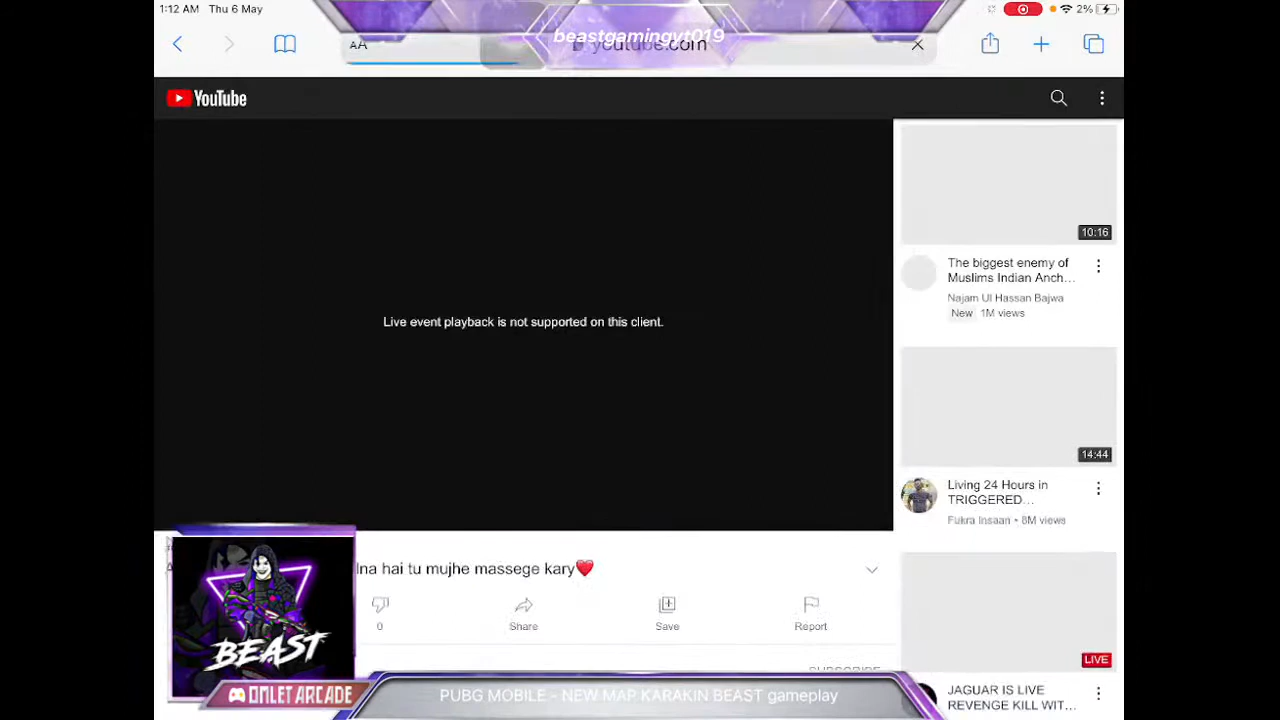 1:12 AM Thu 6 May
2%
beastgamingyt019
AA
youtube.com
YouTube
Live event playback is not supported on this client.
10:16
The biggest enemy of
Muslims Indian Anch...
Najam Ul Hassan Bajwa
New 1M views
14:44
Living 24 Hours in
TRIGGERED...
Fukra Insaan • 8M views
lna hai tu mujhe massege kary❤️
0
Share
Save
Report
SUBSCRIBE
LIVE
JAGUAR IS LIVE
REVENGE KILL WIT...
BEAST
OMLET ARCADE
PUBG MOBILE - NEW MAP KARAKIN BEAST gameplay